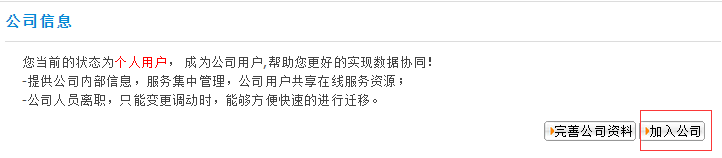 公司信息
您当前的状态为个人用户， 成为公司用户,帮助您更好的实现数据协同！
-提供公司内部信息，服务集中管理，公司用户共享在线服务资源；
-公司人员离职，只能变更调动时，能够方便快速的进行迁移。
完善公司资料 加入公司